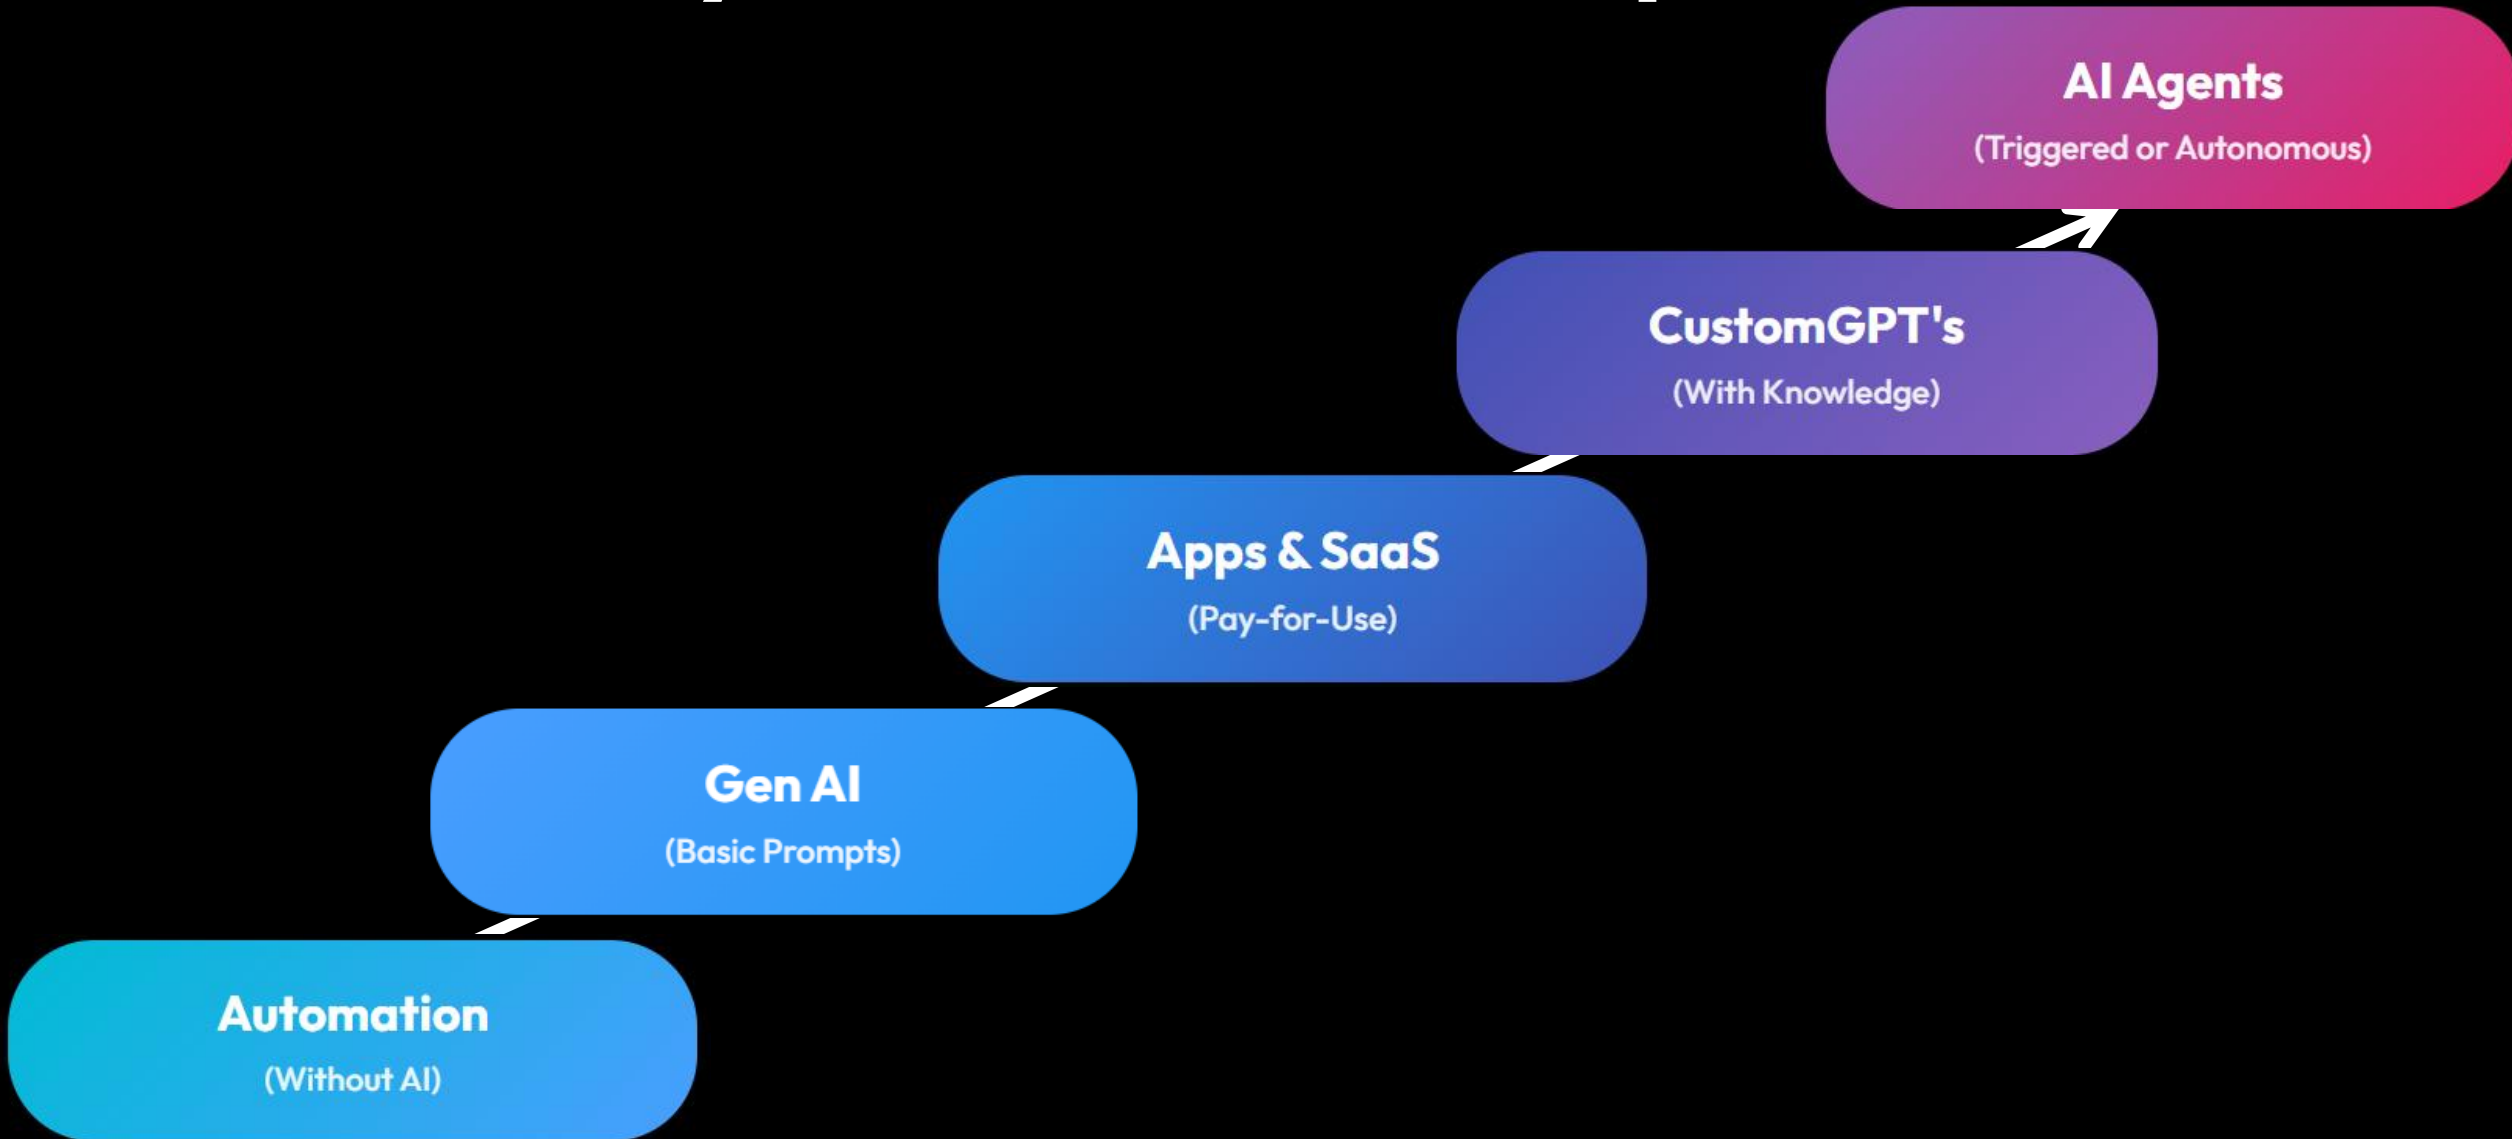 AI Agents
(Triggered or Autonomous)
CustomGPT's
(With Knowledge)
Apps & SaaS
(Pay-for-Use)
Gen AI
(Basic Prompts)
Automation
(Without AI)